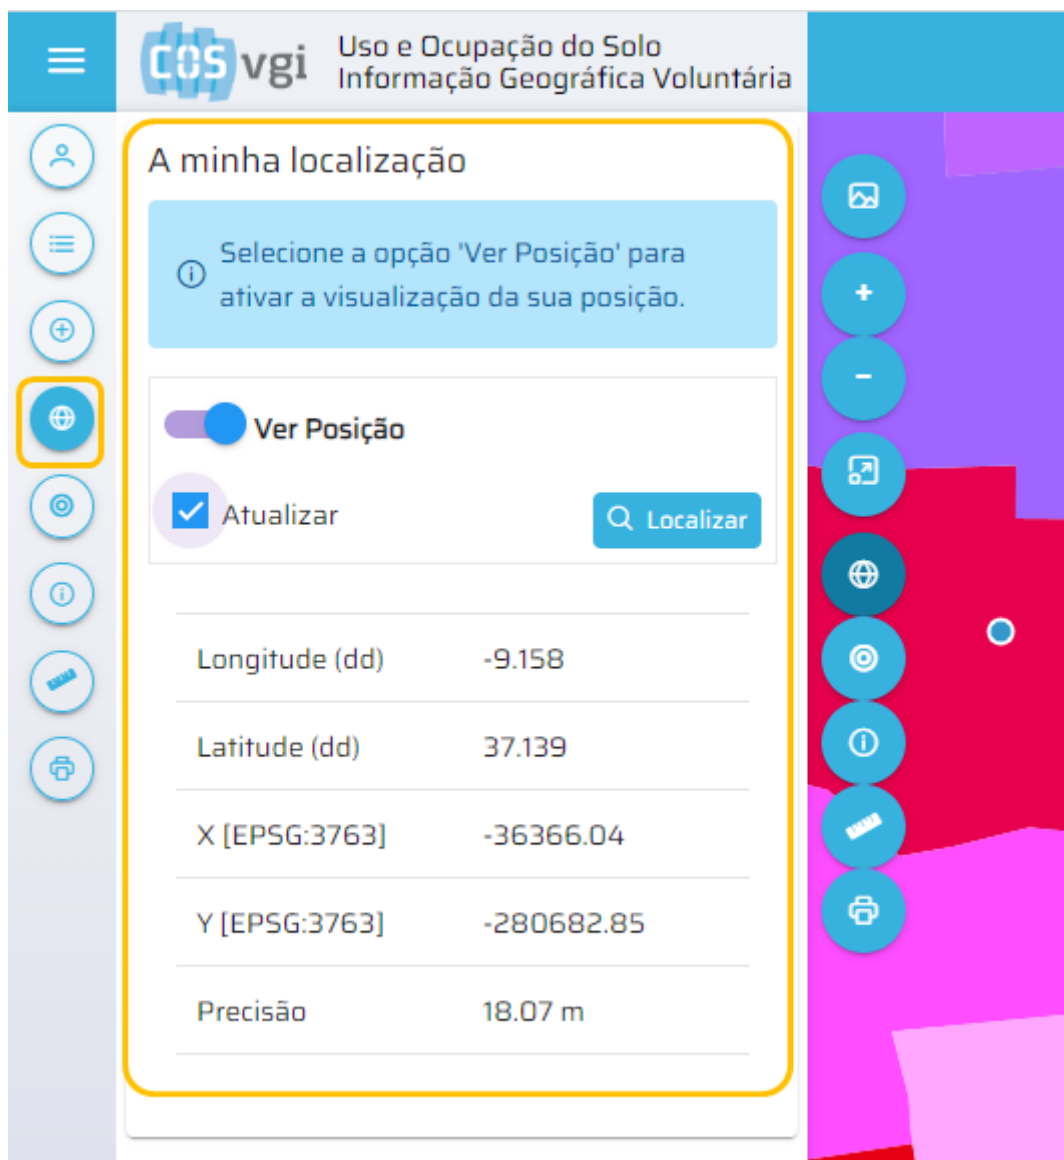 COS vgi
Uso e Ocupação do Solo
Informação Geográfica Voluntária
A minha localização
Selecione a opção 'Ver Posição' para
ativar a visualização da sua posição.
Ver Posição
Atualizar
Localizar
Longitude (dd) -9.158
Latitude (dd) 37.139
X [EPSG:3763] -36366.04
Y [EPSG:3763] -280682.85
Precisão 18.07 m